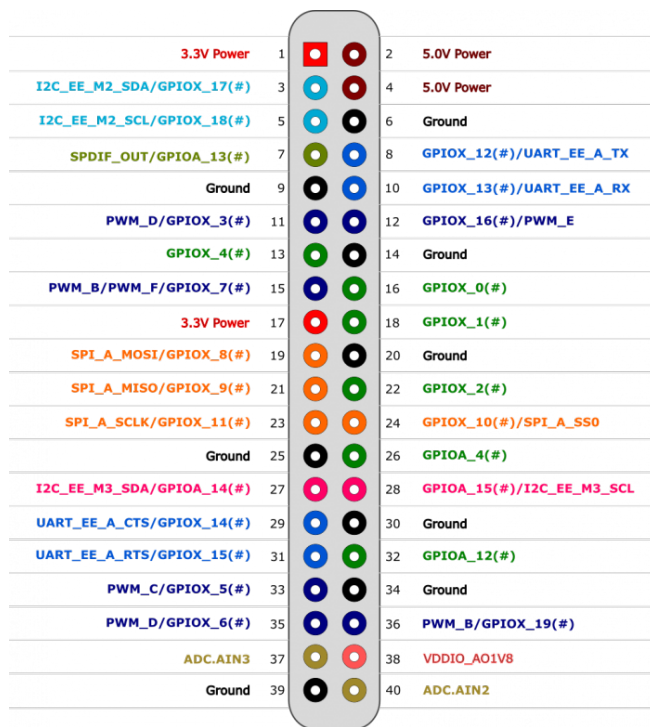 3.3V Power 1 2 5.0V Power
I2C_EE_M2_SDA/GPIOX_17(#) 3 4 5.0V Power
I2C_EE_M2_SCL/GPIOX_18(#) 5 6 Ground
SPDIF_OUT/GPIOA_13(#) 7 8 GPIOX_12(#)/UART_EE_A_TX
Ground 9 10 GPIOX_13(#)/UART_EE_A_RX
PWM_D/GPIOX_3(#) 11 12 GPIOX_16(#)/PWM_E
GPIOX_4(#) 13 14 Ground
PWM_B/PWM_F/GPIOX_7(#) 15 16 GPIOX_0(#)
3.3V Power 17 18 GPIOX_1(#)
SPI_A_MOSI/GPIOX_8(#) 19 20 Ground
SPI_A_MISO/GPIOX_9(#) 21 22 GPIOX_2(#)
SPI_A_SCLK/GPIOX_11(#) 23 24 GPIOX_10(#)/SPI_A_SS0
Ground 25 26 GPIOA_4(#)
I2C_EE_M3_SDA/GPIOA_14(#) 27 28 GPIOA_15(#)/I2C_EE_M3_SCL
UART_EE_A_CTS/GPIOX_14(#) 29 30 Ground
UART_EE_A_RTS/GPIOX_15(#) 31 32 GPIOA_12(#)
PWM_C/GPIOX_5(#) 33 34 Ground
PWM_D/GPIOX_6(#) 35 36 PWM_B/GPIOX_19(#)
ADC.AIN3 37 38 VDDIO_AO1V8
Ground 39 40 ADC.AIN2